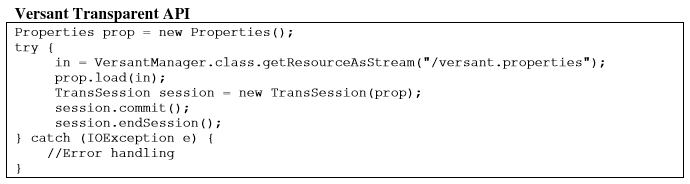 Versant Transparent API
Properties prop = new Properties();
try {
in = VersantManager.class.getResourceAsStream("/versant.properties");
prop.load(in);
TransSession session = new TransSession(prop);
session.commit();
session.endSession();
} catch (IOException e) {
//Error handling
}